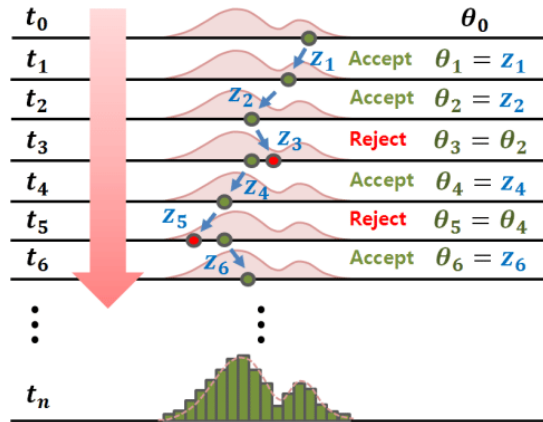 t₀ θ₀
t₁ z₁ Accept θ₁ = z₁
t₂ z₂ Accept θ₂ = z₂
t₃ z₃ Reject θ₃ = θ₂
t₄ z₄ Accept θ₄ = z₄
t₅ z₅ Reject θ₅ = θ₄
t₆ z₆ Accept θ₆ = z₆
⋮ ⋮
tₙ